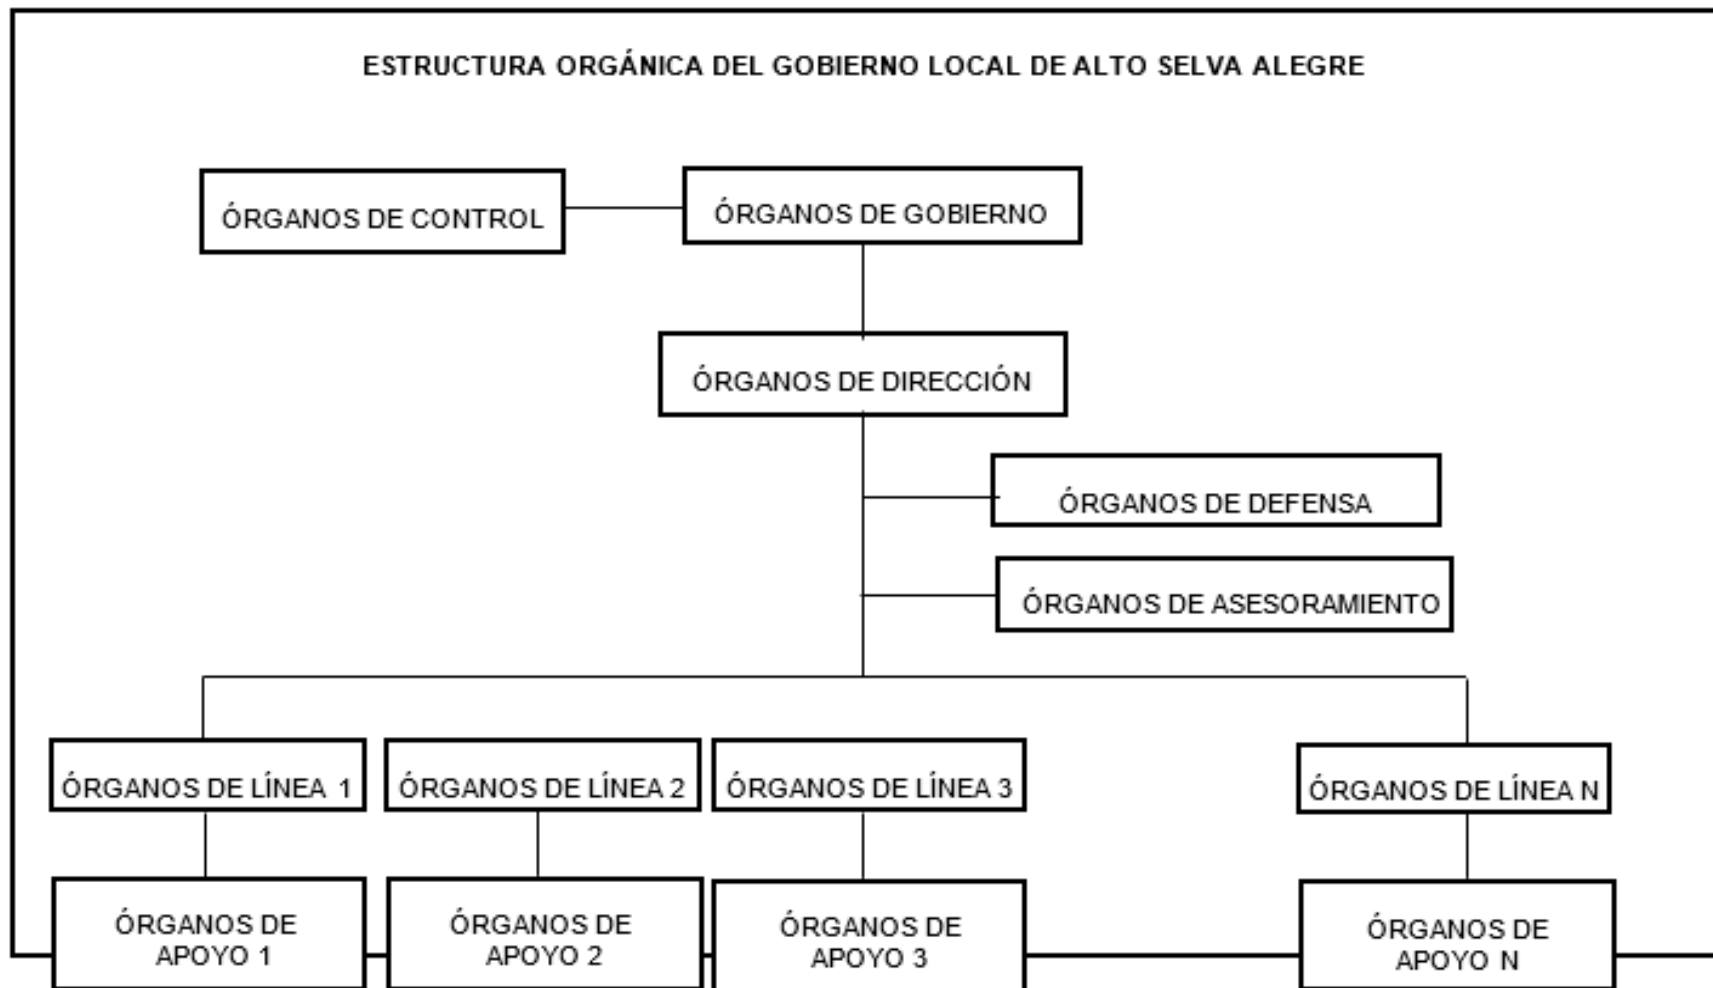 ESTRUCTURA ORGÁNICA DEL GOBIERNO LOCAL DE ALTO SELVA ALEGRE
ÓRGANOS DE CONTROL
ÓRGANOS DE GOBIERNO
ÓRGANOS DE DIRECCIÓN
ÓRGANOS DE DEFENSA
ÓRGANOS DE ASESORAMIENTO
ÓRGANOS DE LÍNEA 1
ÓRGANOS DE LÍNEA 2
ÓRGANOS DE LÍNEA 3
ÓRGANOS DE LÍNEA N
ÓRGANOS DE
APOYO 1
ÓRGANOS DE
APOYO 2
ÓRGANOS DE
APOYO 3
ÓRGANOS DE
APOYO N